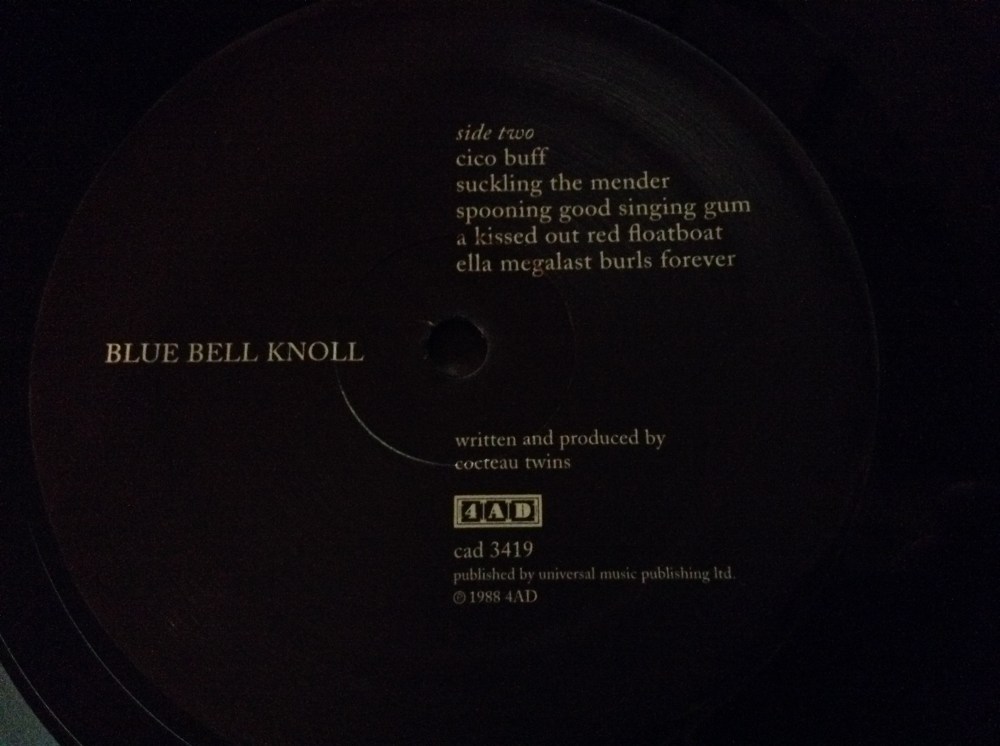 side two
cico buff
suckling the mender
spooning good singing gum
a kissed out red floatboat
ella megalast burls forever
BLUE BELL KNOLL
written and produced by
cocteau twins
4AD
cad 3419
published by universal music publishing ltd.
℗ 1988 4AD